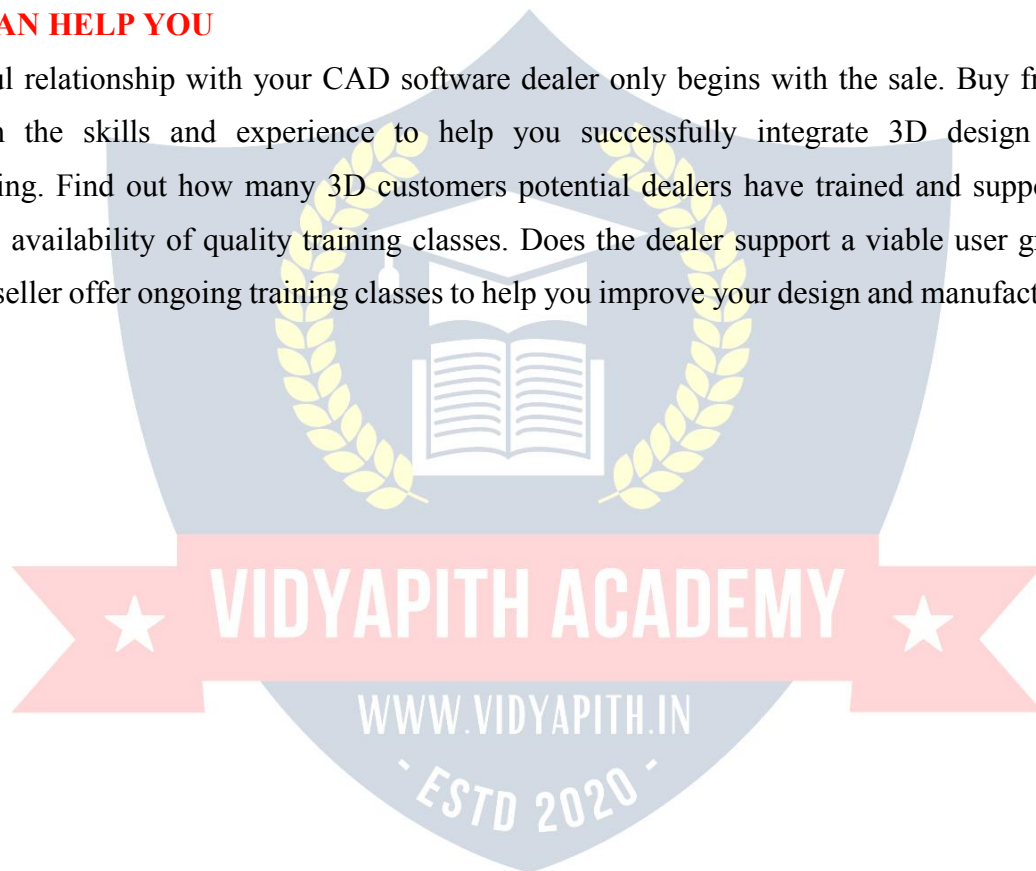 AN HELP YOU
ul relationship with your CAD software dealer only begins with the sale. Buy fr
the skills and experience to help you successfully integrate 3D design
ing. Find out how many 3D customers potential dealers have trained and supp
availability of quality training classes. Does the dealer support a viable user g
seller offer ongoing training classes to help you improve your design and manufact
VIDYAPITH ACADEMY
WWW.VIDYAPITH.IN
- ESTD 2020 -